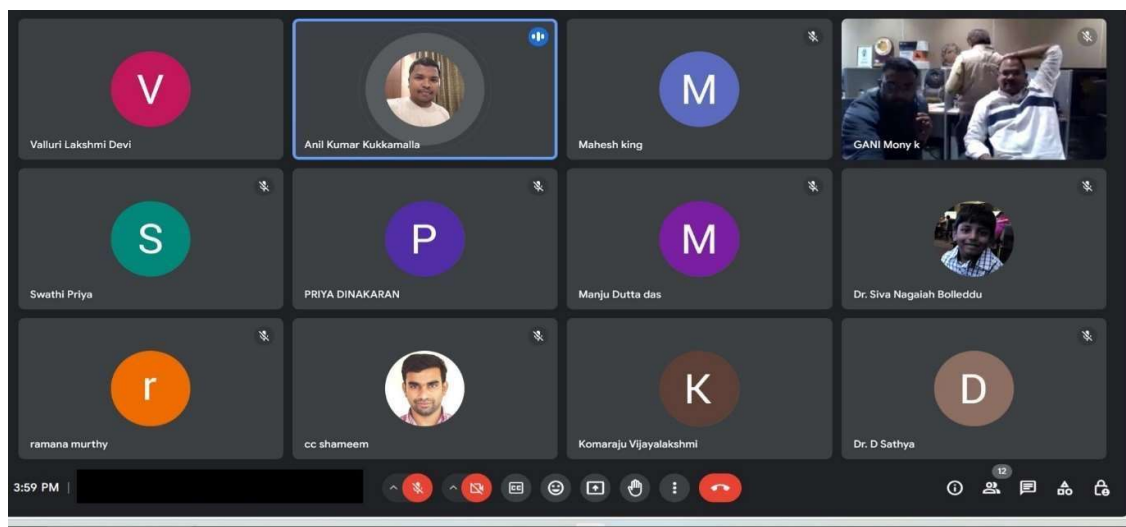 V
Valluri Lakshmi Devi
Anil Kumar Kukkamalla
M
Mahesh king
GANI Mony k
S
Swathi Priya
P
PRIYA DINAKARAN
M
Manju Dutta das
Dr. Siva Nagaiah Bolleddu
r
ramana murthy
cc shameem
K
Komaraju Vijayalakshmi
D
Dr. D Sathya
3:59 PM |
CC
12